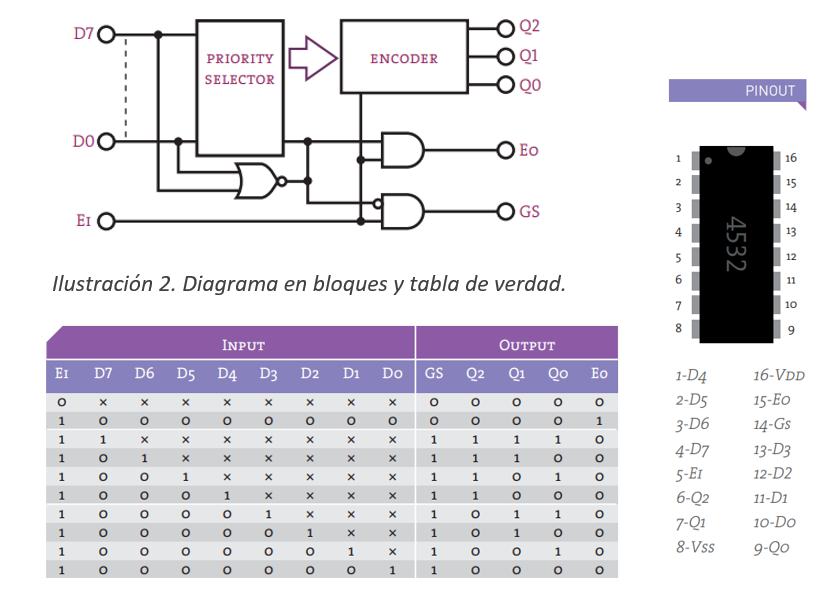 D7
PRIORITY
SELECTOR
ENCODER
Q2
Q1
Q0
D0
E0
EI
GS
Ilustración 2. Diagrama en bloques y tabla de verdad.
INPUT OUTPUT
EI D7 D6 D5 D4 D3 D2 D1 D0 GS Q2 Q1 Q0 E0
0 × × × × × × × × 0 0 0 0 0
1 0 0 0 0 0 0 0 0 0 0 0 0 1
1 1 × × × × × × × 1 1 1 1 0
1 0 1 × × × × × × 1 1 1 0 0
1 0 0 1 × × × × × 1 1 0 1 0
1 0 0 0 1 × × × × 1 1 0 0 0
1 0 0 0 0 1 × × × 1 0 1 1 0
1 0 0 0 0 0 1 × × 1 0 1 0 0
1 0 0 0 0 0 0 1 × 1 0 0 1 0
1 0 0 0 0 0 0 0 1 1 0 0 0 0
PINOUT
1 16
2 15
3 14
4 13
5 12
6 11
7 10
8 9
4532
1-D4 16-VDD
2-D5 15-E0
3-D6 14-GS
4-D7 13-D3
5-EI 12-D2
6-Q2 11-D1
7-Q1 10-D0
8-VSS 9-Q0